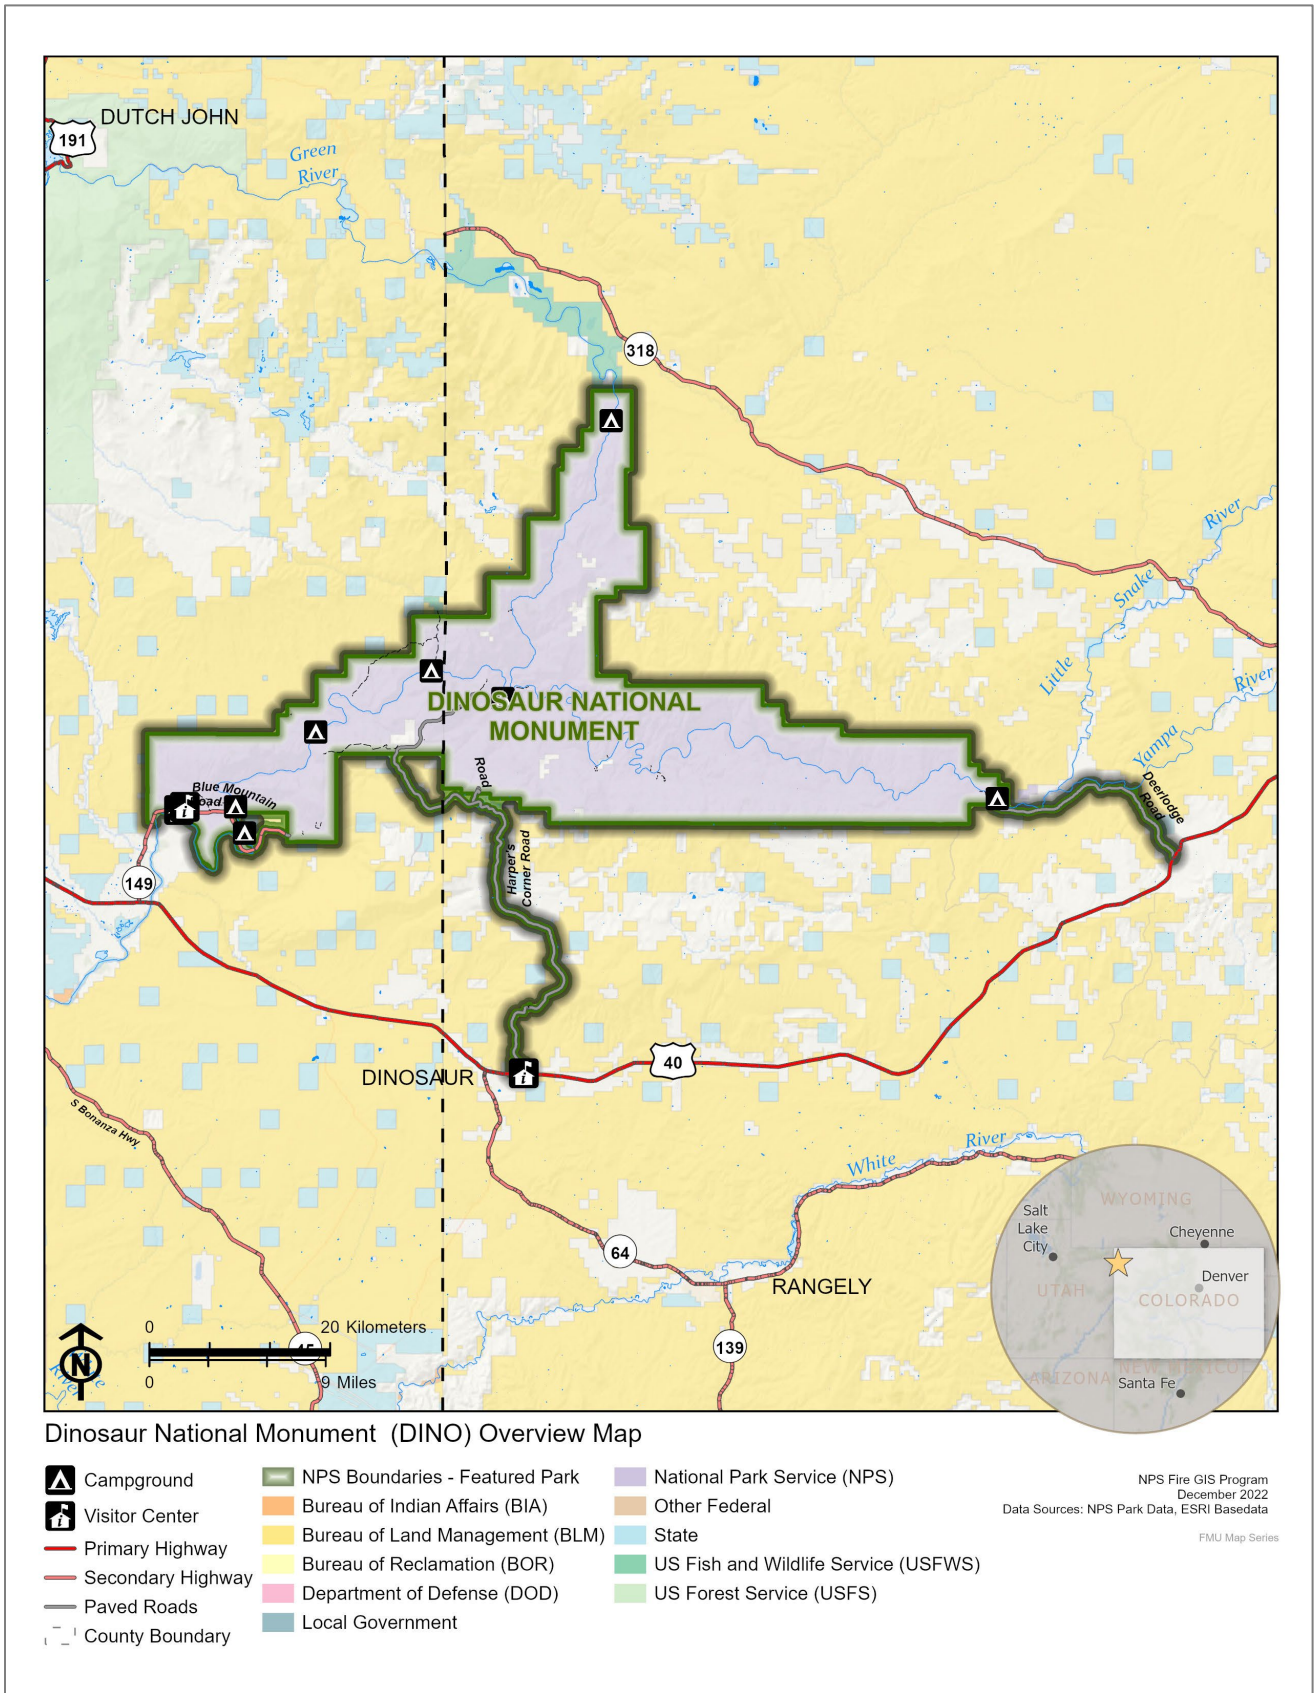 DUTCH JOHN
191
Green
River
318
River
Snake
Little
River
Yampa
DINOSAUR NATIONAL
MONUMENT
Road
Blue Mountain
Road
Deerlodge
Road
Harper's
Corner Road
149
40
DINOSAUR
S Bonanza Hwy
White
River
64
RANGELY
139
45
WYOMING
Salt
Lake
City
Cheyenne
Denver
UTAH
COLORADO
ARIZONA
NEW MEXICO
Santa Fe
0
20 Kilometers
0
9 Miles
N
River
Dinosaur National Monument (DINO) Overview Map
Campground
Visitor Center
Primary Highway
Secondary Highway
Paved Roads
County Boundary
NPS Boundaries - Featured Park
Bureau of Indian Affairs (BIA)
Bureau of Land Management (BLM)
Bureau of Reclamation (BOR)
Department of Defense (DOD)
Local Government
National Park Service (NPS)
Other Federal
State
US Fish and Wildlife Service (USFWS)
US Forest Service (USFS)
NPS Fire GIS Program
December 2022
Data Sources: NPS Park Data, ESRI Basedata
FMU Map Series